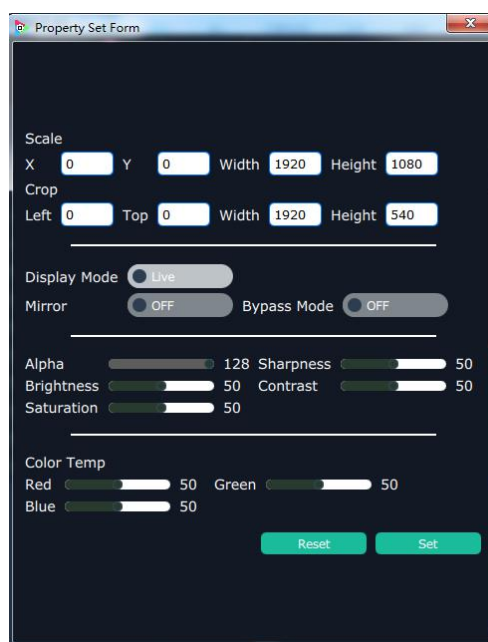 Property Set Form
Scale
X 0 Y 0 Width 1920 Height 1080
Crop
Left 0 Top 0 Width 1920 Height 540
Display Mode Live
Mirror OFF Bypass Mode OFF
Alpha 128 Sharpness 50
Brightness 50 Contrast 50
Saturation 50
Color Temp
Red 50 Green 50
Blue 50
Reset Set